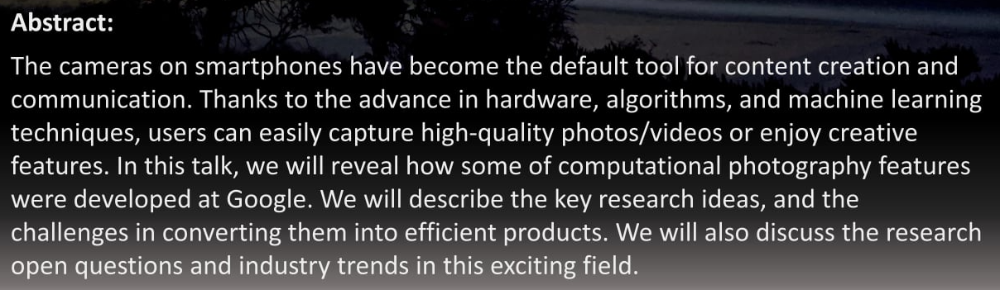 Abstract:
The cameras on smartphones have become the default tool for content creation and
communication. Thanks to the advance in hardware, algorithms, and machine learning
techniques, users can easily capture high-quality photos/videos or enjoy creative
features. In this talk, we will reveal how some of computational photography features
were developed at Google. We will describe the key research ideas, and the
challenges in converting them into efficient products. We will also discuss the research
open questions and industry trends in this exciting field.